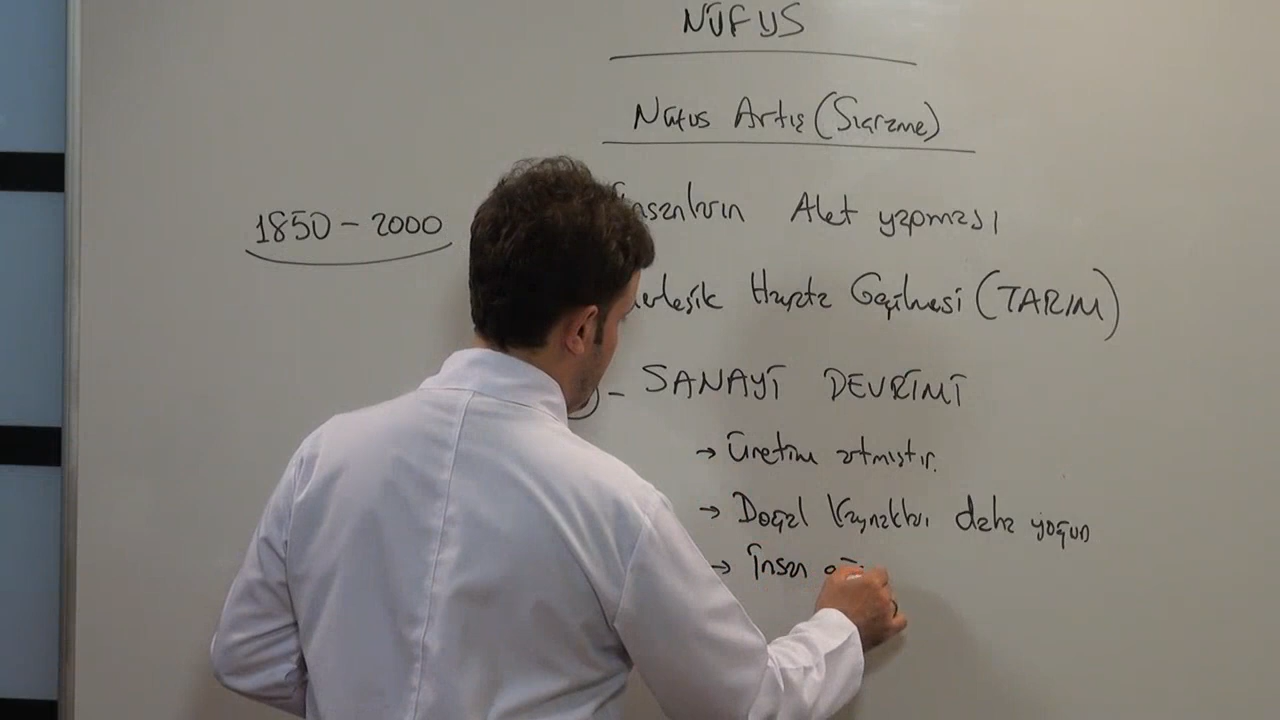 NÜFUS
Nüfus Artış (Sıçrama)
1850 - 2000
İnsanların Alet yapması
Yerleşik Hayata Geçilmesi (TARIM)
- SANAYİ DEVRİMİ
→ Üretim artmıştır.
→ Doğal Kaynakları daha yoğun
→ İnsan